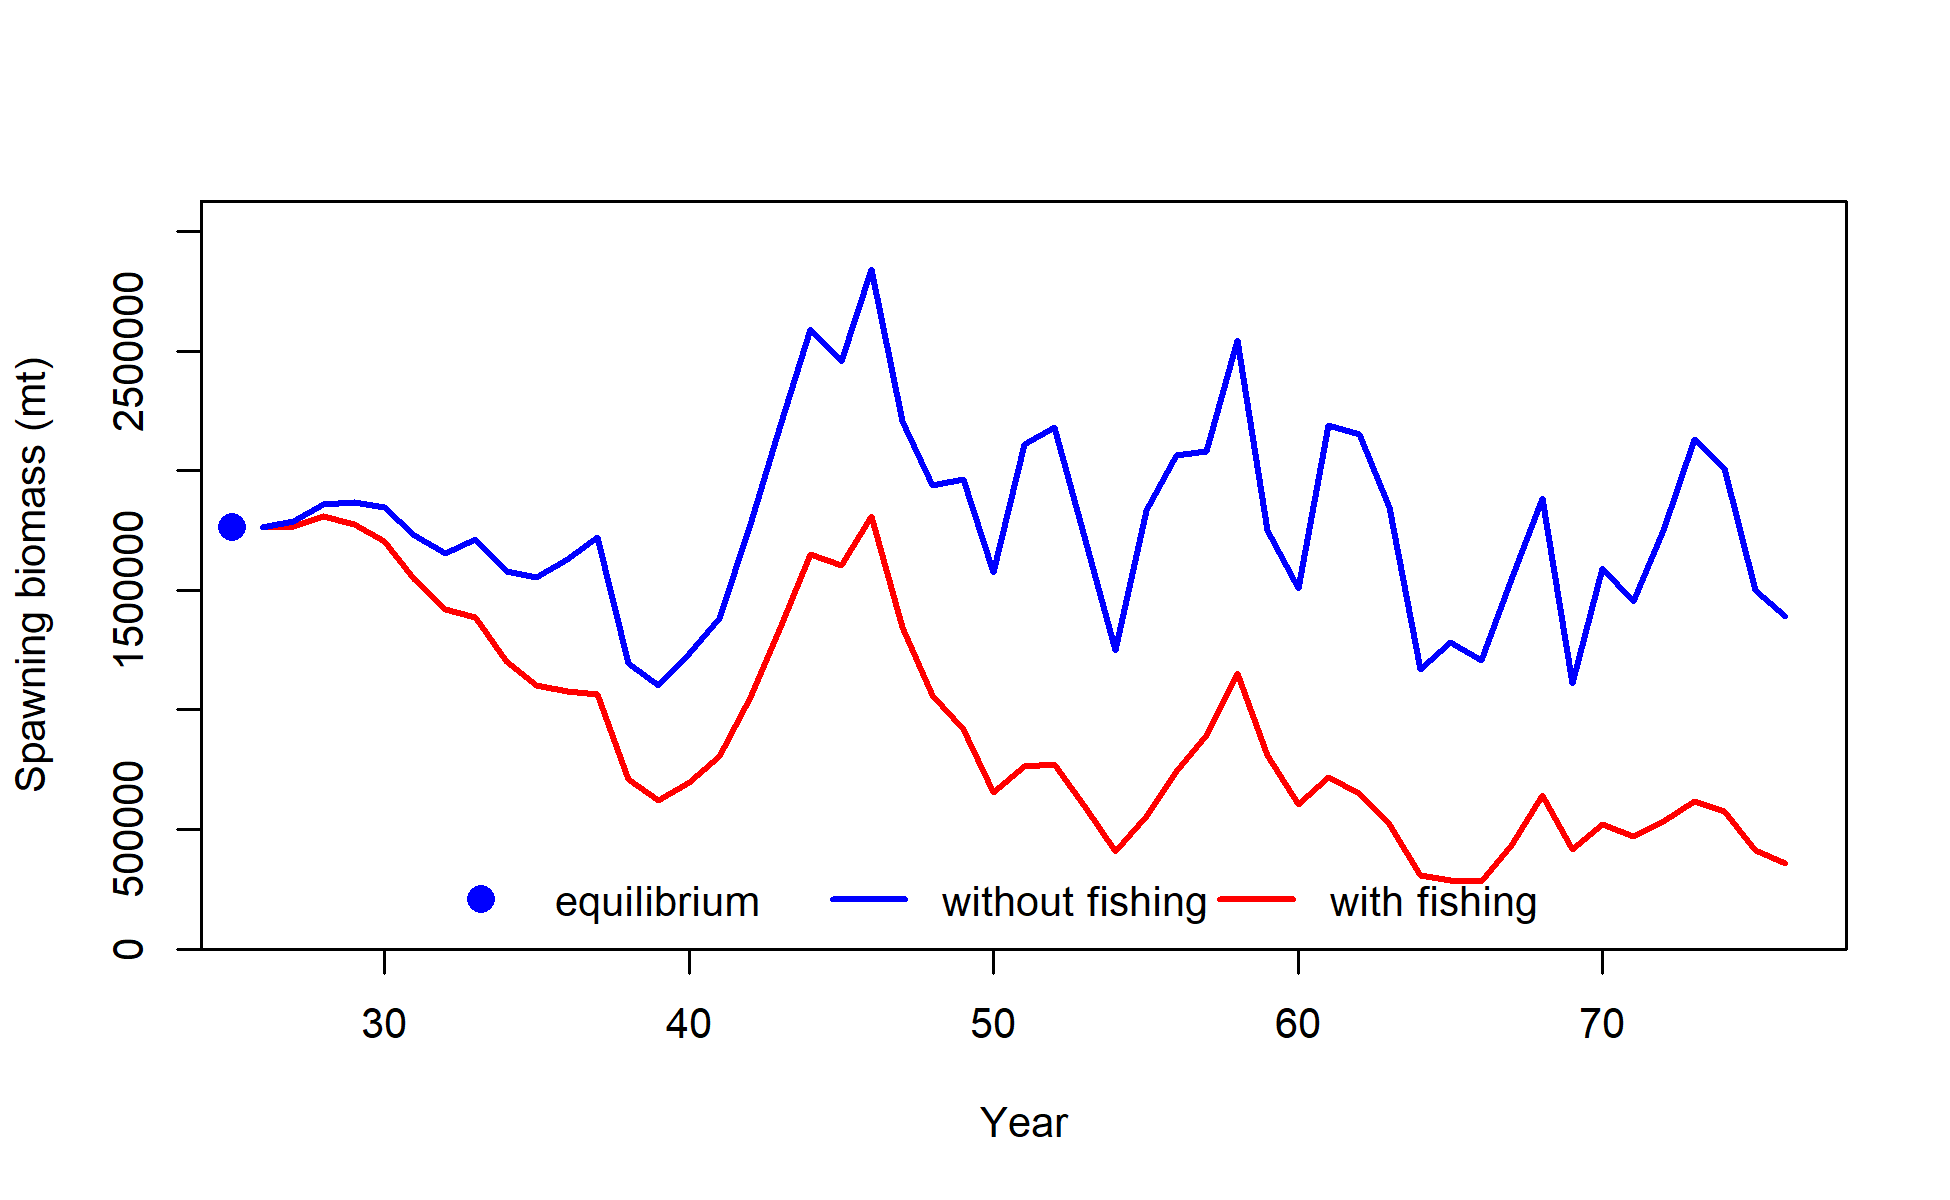 Spawning biomass (mt)
2500000
1500000
500000
0
equilibrium without fishing with fishing
30 40 50 60 70
Year